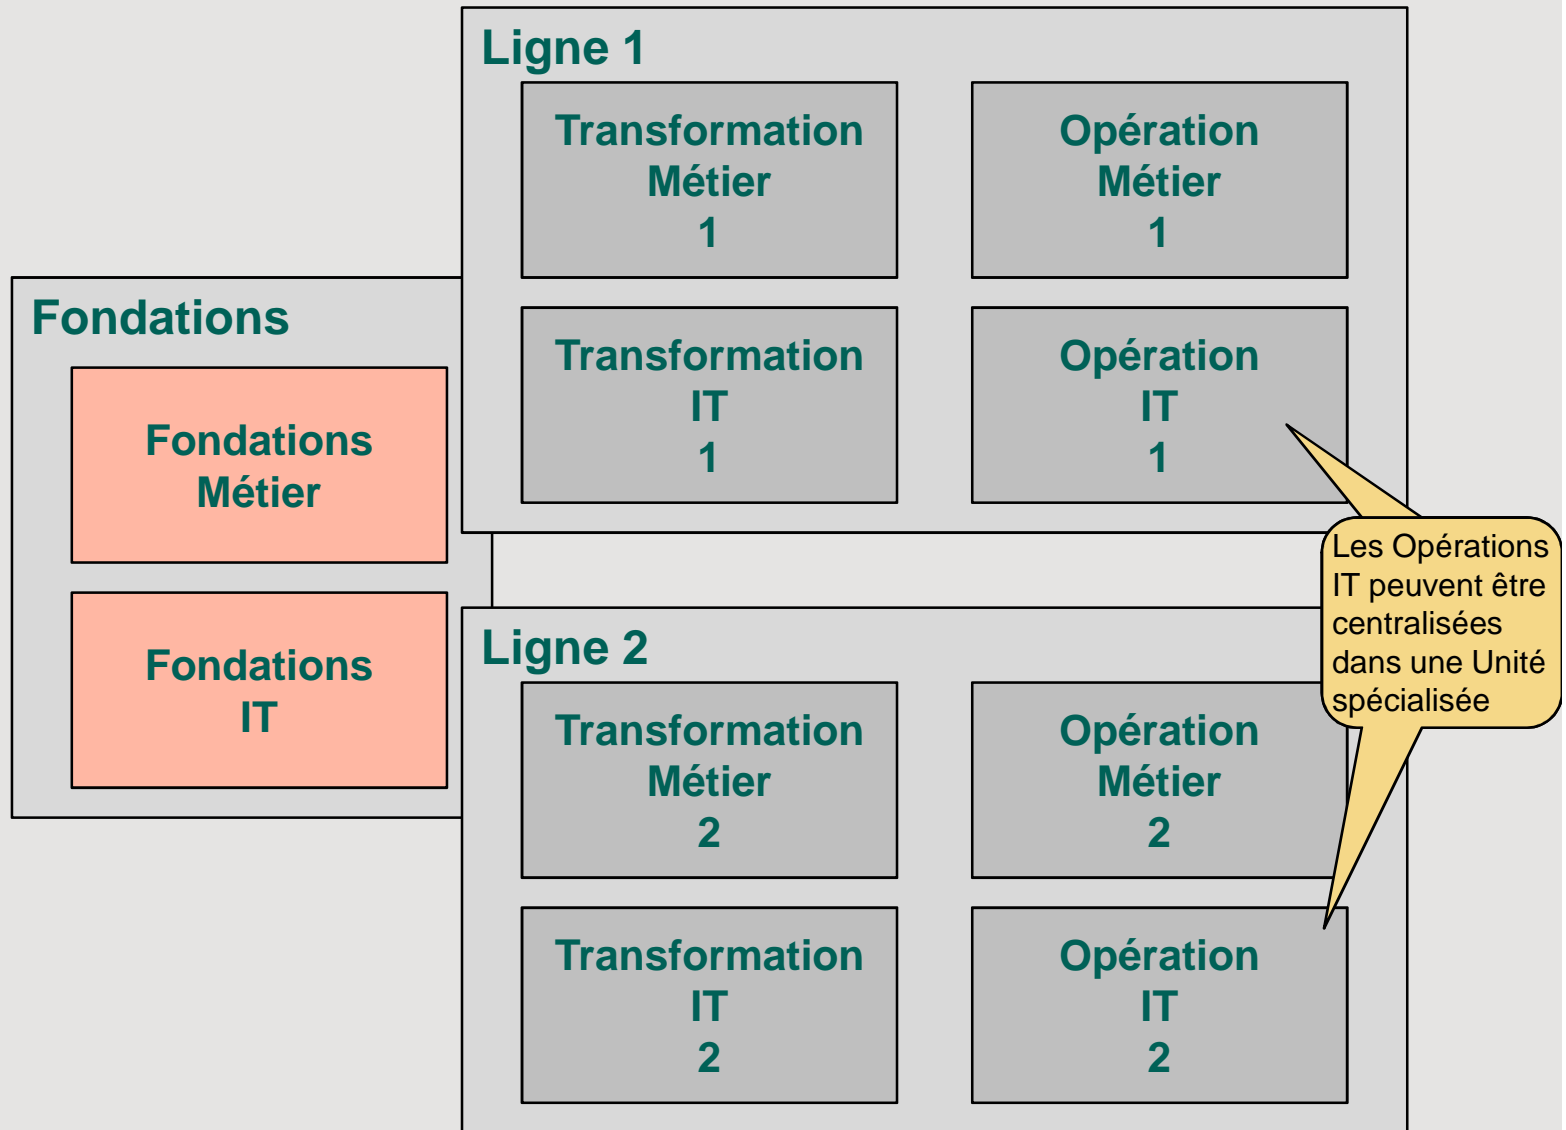 Ligne 1
Transformation
Métier
1
Opération
Métier
1
Transformation
IT
1
Opération
IT
1
Fondations
Fondations
Métier
Fondations
IT
Les Opérations
IT peuvent être
centralisées
dans une Unité
spécialisée
Ligne 2
Transformation
Métier
2
Opération
Métier
2
Transformation
IT
2
Opération
IT
2